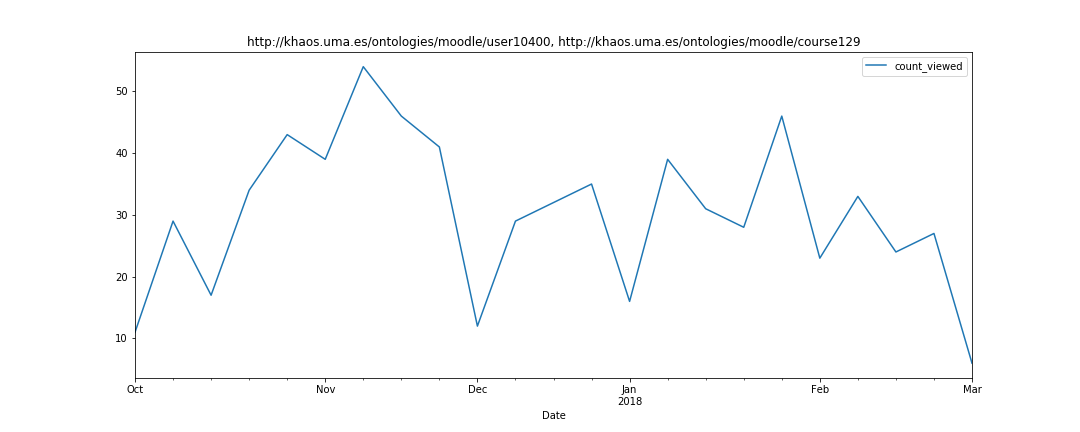 http://khaos.uma.es/ontologies/moodle/user10400, http://khaos.uma.es/ontologies/moodle/course129
count_viewed
50
40
30
20
10
Oct Nov Dec Jan Feb Mar
2018
Date